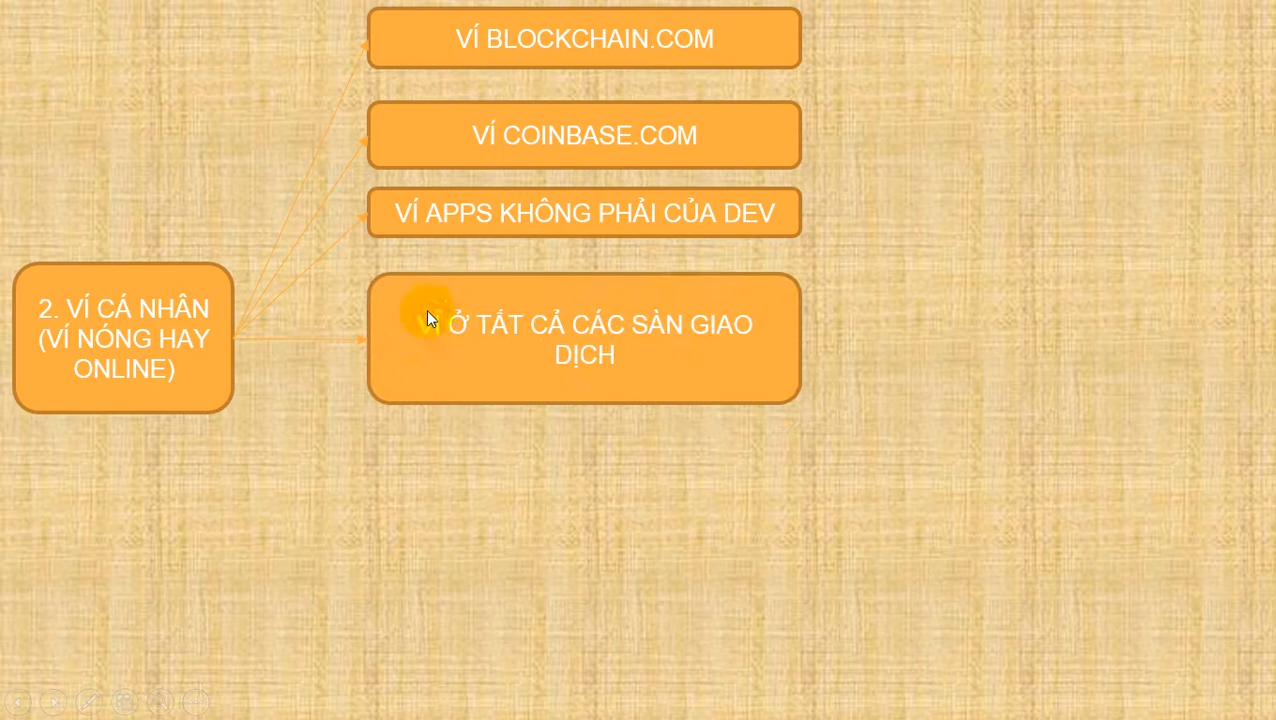 VÍ BLOCKCHAIN.COM
VÍ COINBASE.COM
VÍ APPS KHÔNG PHẢI CỦA DEV
2. VÍ CÁ NHÂN
(VÍ NÓNG HAY
ONLINE)
VÍ Ở TẤT CẢ CÁC SÀN GIAO
DỊCH